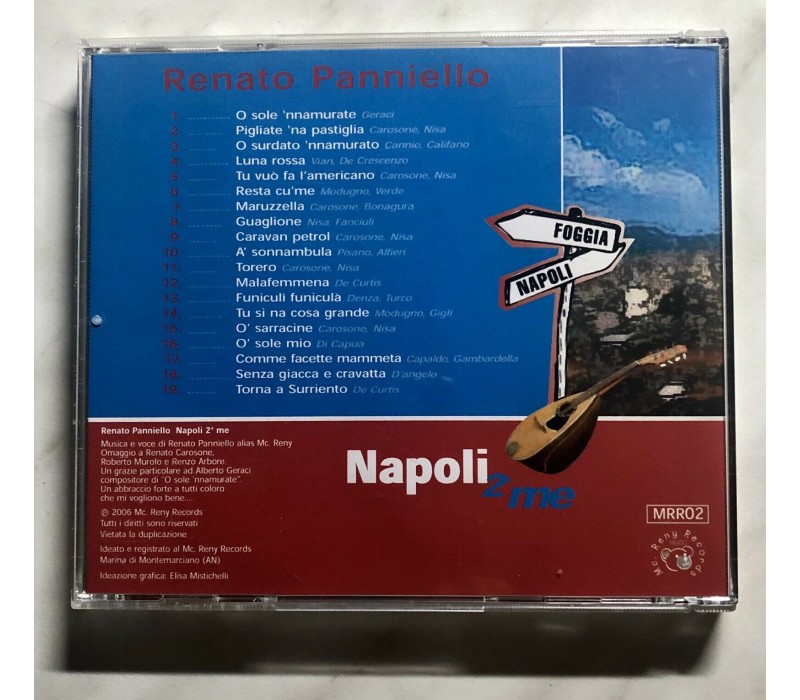 Renato Panniello
1. O sole 'nnamurate Geraci
2. Pigliate 'na pastiglia Carosone, Nisa
3. O surdato 'nnamurato Cannio, Califano
4. Luna rossa Vian, De Crescenzo
5. Tu vuò fa l'americano Carosone, Nisa
6. Resta cu'me Modugno, Verde
7. Maruzzella Carosone, Bonagura
8. Guaglione Nisa, Fanciuli
9. Caravan petrol Carosone, Nisa
10. A' sonnambula Pisano, Alfieri
11. Torero Carosone, Nisa
12. Malafemmena De Curtis
13. Funiculi funiculà Denza, Turco
14. Tu si na cosa grande Modugno, Gigli
15. O' sarracine Carosone, Nisa
16. O' sole mio Di Capua
17. Comme facette mammeta Capaldo, Gambardella
18. Senza giacca e cravatta D'angelo
19. Torna a Surriento De Curtis
FOGGIA
NAPOLI
Renato Panniello Napoli 2° me
Musica e voce di Renato Panniello alias Mc. Reny
Omaggio a Renato Carosone,
Roberto Murolo e Renzo Arbore.
Un grazie particolare ad Alberto Geraci
compositore di "O sole 'nnamurate".
Un abbraccio forte a tutti coloro
che mi vogliono bene....
℗ 2006 Mc. Reny Records
Tutti i diritti sono riservati
Vietata la duplicazione
Ideato e registrato al Mc. Reny Records
Marina di Montemarciano (AN)
Ideazione grafica: Elisa Mistichelli
Napoli
2° me
MRR02
Mc. Reny Records